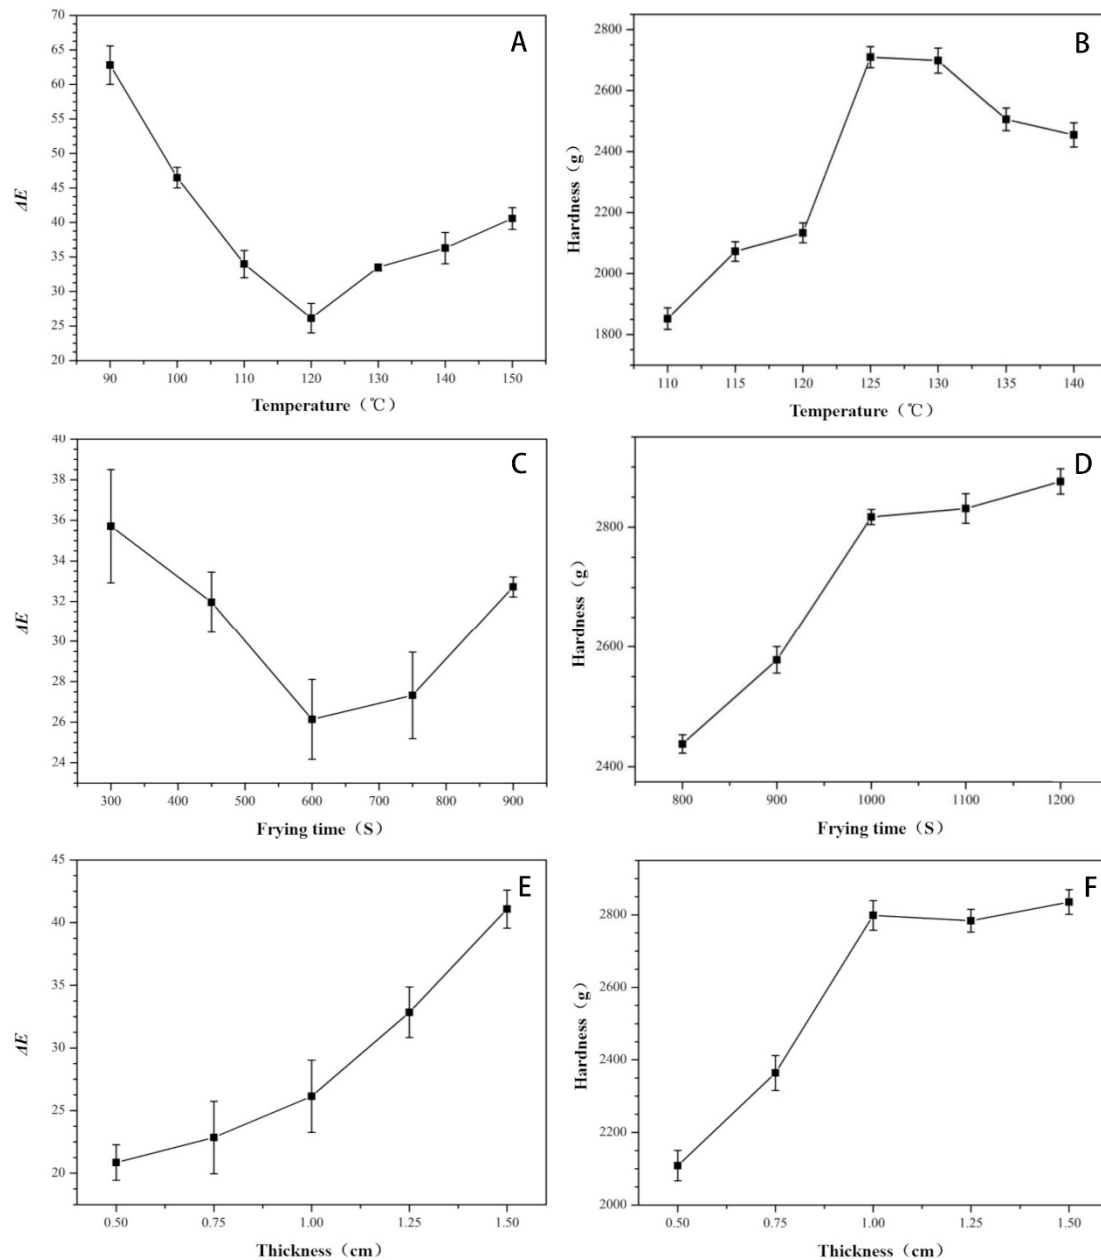 A
ΔE
70
65
60
55
50
45
40
35
30
25
20
90 100 110 120 130 140 150
Temperature（℃）
B
Hardness（g）
2800
2600
2400
2200
2000
1800
110 115 120 125 130 135 140
Temperature（℃）
C
ΔE
40
38
36
34
32
30
28
26
24
300 400 500 600 700 800 900
Frying time（S）
D
Hardness（g）
2800
2600
2400
800 900 1000 1100 1200
Frying time（S）
E
ΔE
45
40
35
30
25
20
0.50 0.75 1.00 1.25 1.50
Thickness（cm）
F
Hardness（g）
2800
2600
2400
2200
2000
0.50 0.75 1.00 1.25 1.50
Thickness（cm）